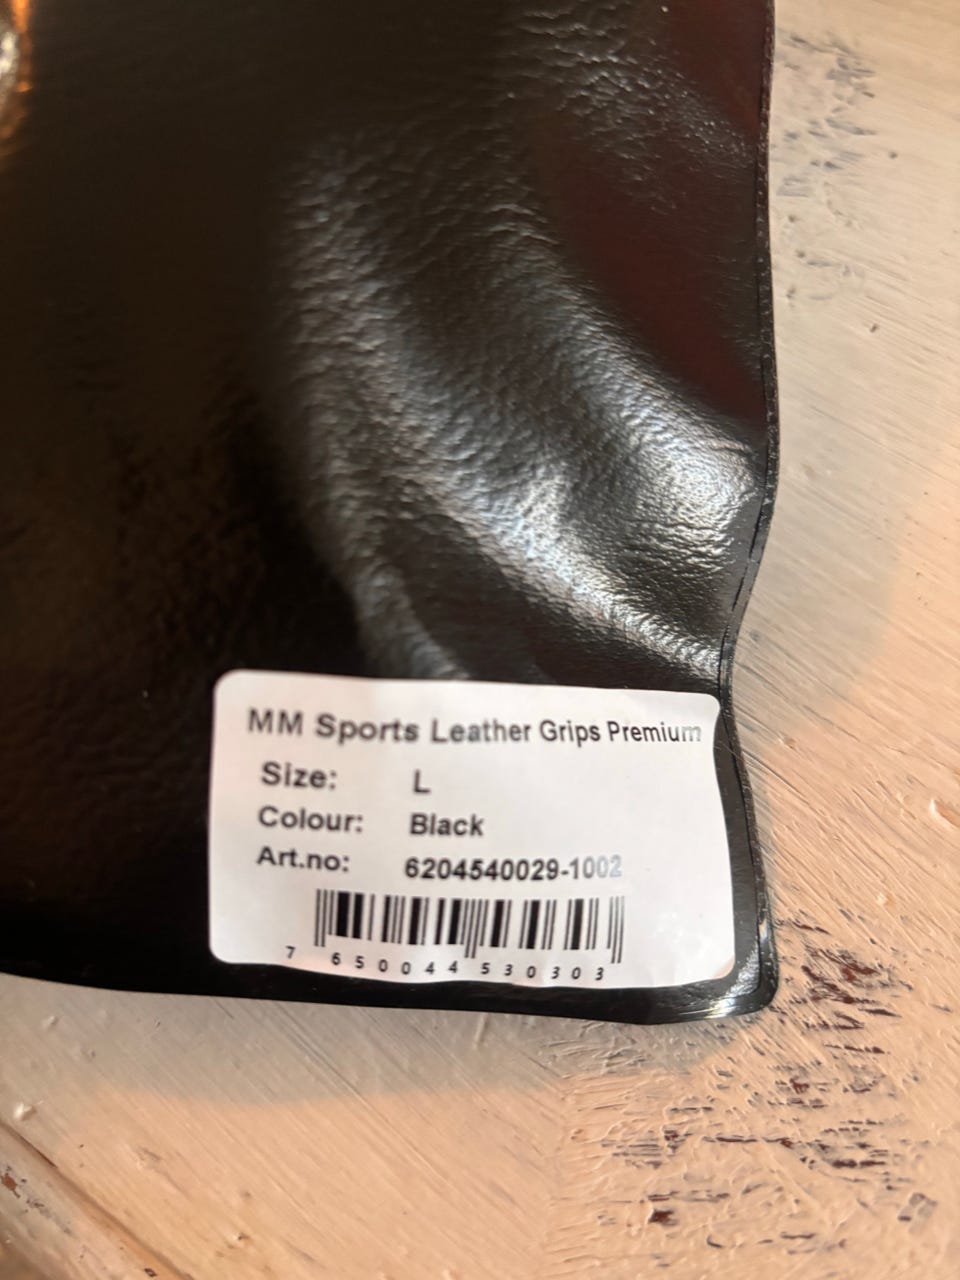 MM Sports Leather Grips Premium
Size: L
Colour: Black
Art.no: 6204540029-1002
7 650044 530303